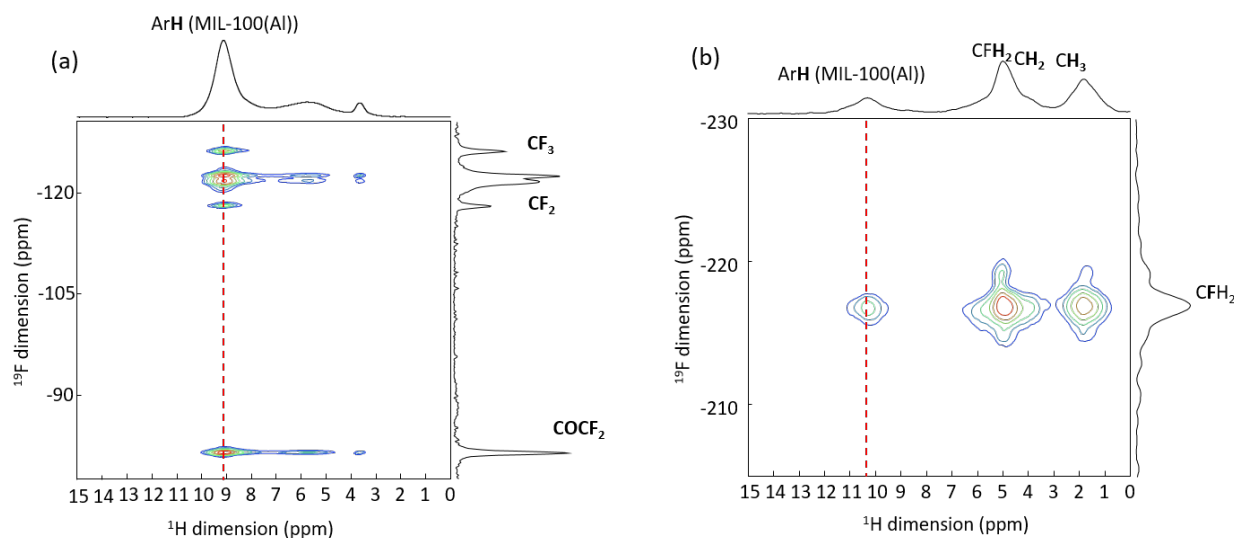 (a)
ArH (MIL-100(Al))
CF₃
CF₂
COCF₂
-120
-105
-90
¹⁹F dimension (ppm)
15 14 13 12 11 10 9 8 7 6 5 4 3 2 1 0
¹H dimension (ppm)
(b)
ArH (MIL-100(Al))
CFH₂
CH₂
CH₃
-230
-220
-210
¹⁹F dimension (ppm)
CFH₂
15 14 13 12 11 10 9 8 7 6 5 4 3 2 1 0
¹H dimension (ppm)